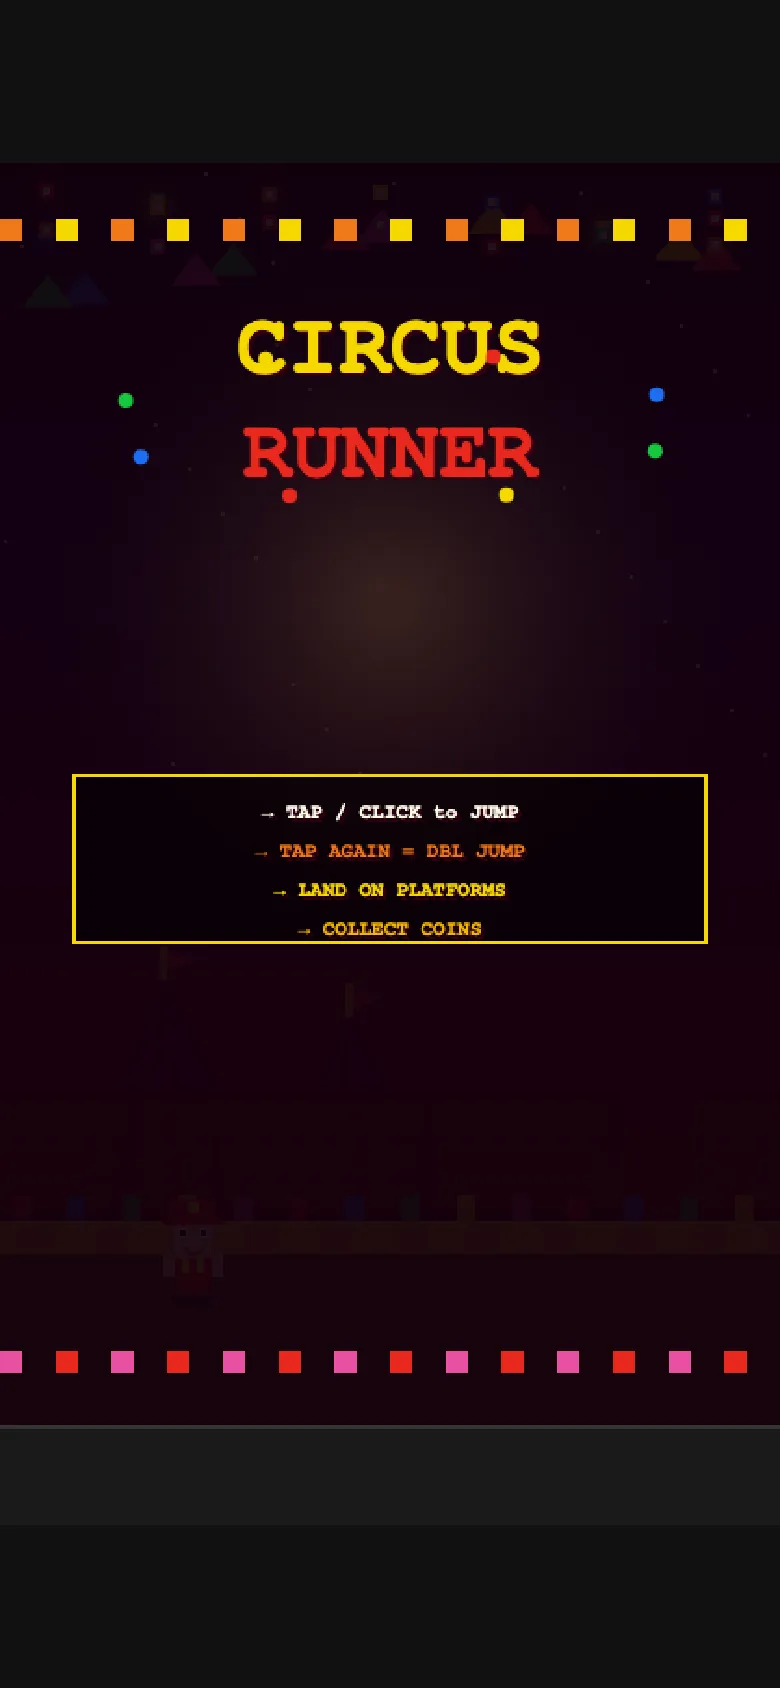 CIRCUS
RUNNER
→ TAP / CLICK to JUMP
→ TAP AGAIN = DBL JUMP
→ LAND ON PLATFORMS
→ COLLECT COINS